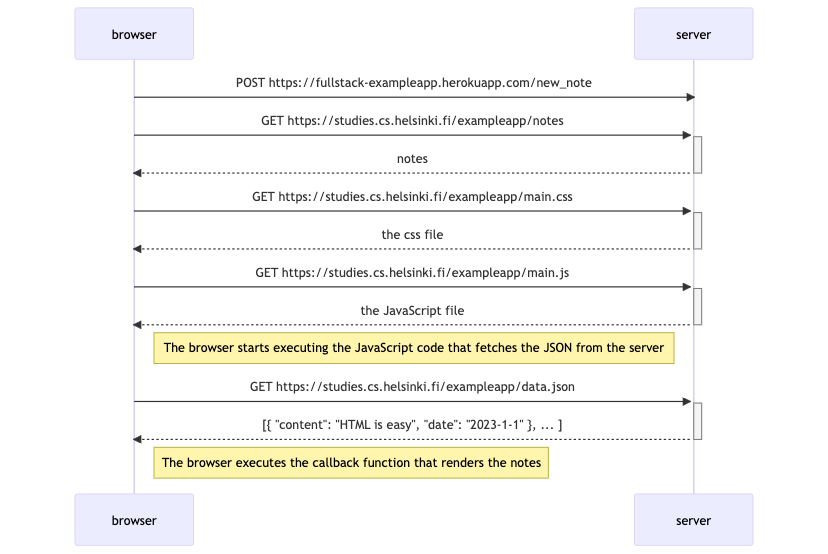 browser server
POST https://fullstack-exampleapp.herokuapp.com/new_note
GET https://studies.cs.helsinki.fi/exampleapp/notes
notes
GET https://studies.cs.helsinki.fi/exampleapp/main.css
the css file
GET https://studies.cs.helsinki.fi/exampleapp/main.js
the JavaScript file
The browser starts executing the JavaScript code that fetches the JSON from the server
GET https://studies.cs.helsinki.fi/exampleapp/data.json
[{ "content": "HTML is easy", "date": "2023-1-1" }, ... ]
The browser executes the callback function that renders the notes
browser server